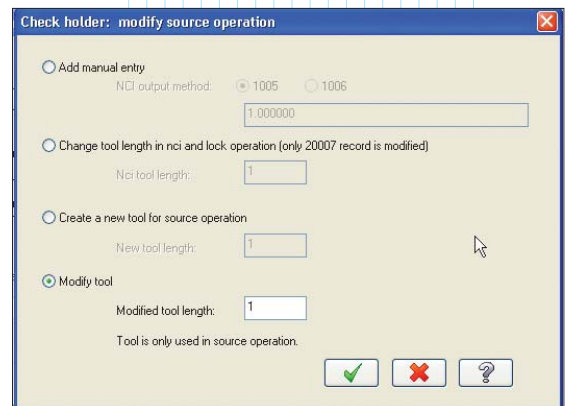 Check holder: modify source operation
Add manual entry
NCI output method: 1005 1006
1.000000
Change tool length in nci and lock operation (only 20007 record is modified)
Nci tool length: 1
Create a new tool for source operation
New tool length: 1
Modify tool
Modified tool length: 1
Tool is only used in source operation.